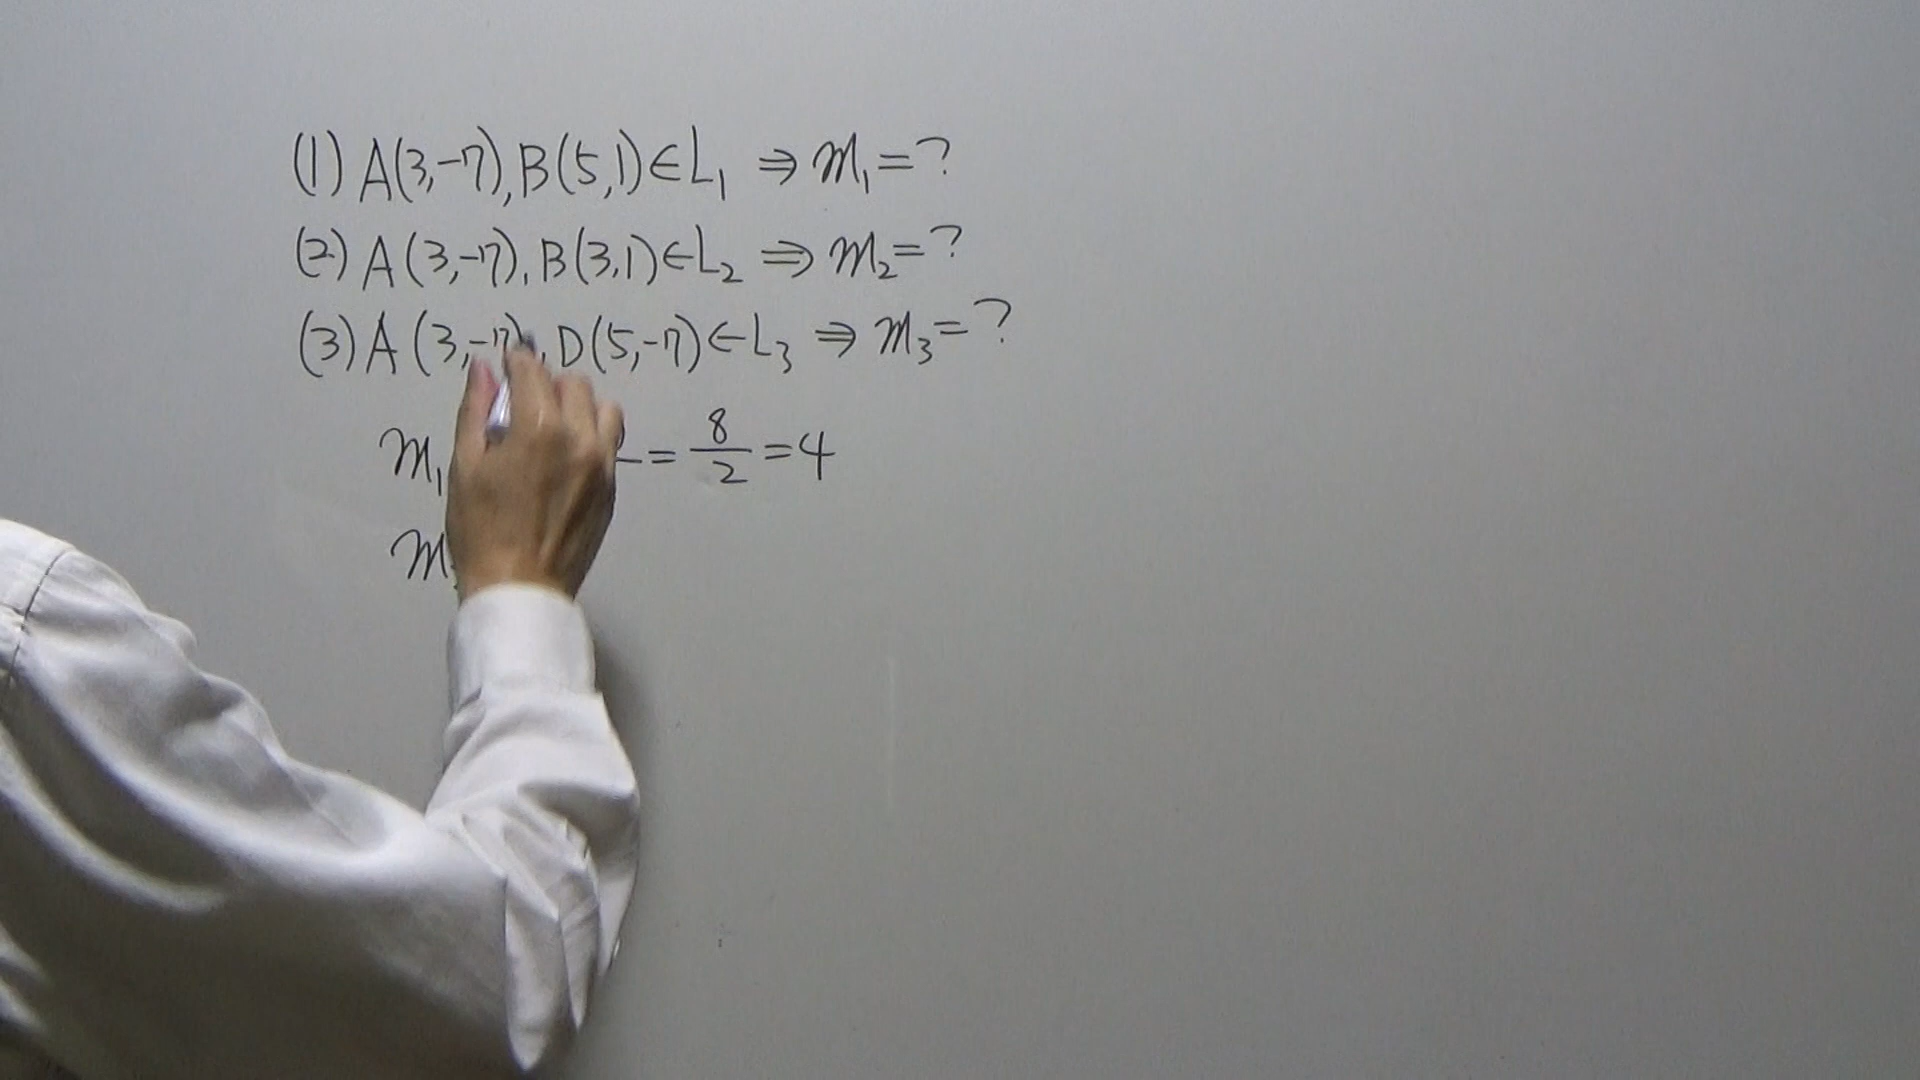 (1) A(3,-7), B(5,1)∈L₁ ⇒ m₁=?
(2) A(3,-7), B(3,1)∈L₂ ⇒ m₂=?
(3) A(3,-7), D(5,-7)∈L₃ ⇒ m₃=?
m₁ = 8/2 = 4
m